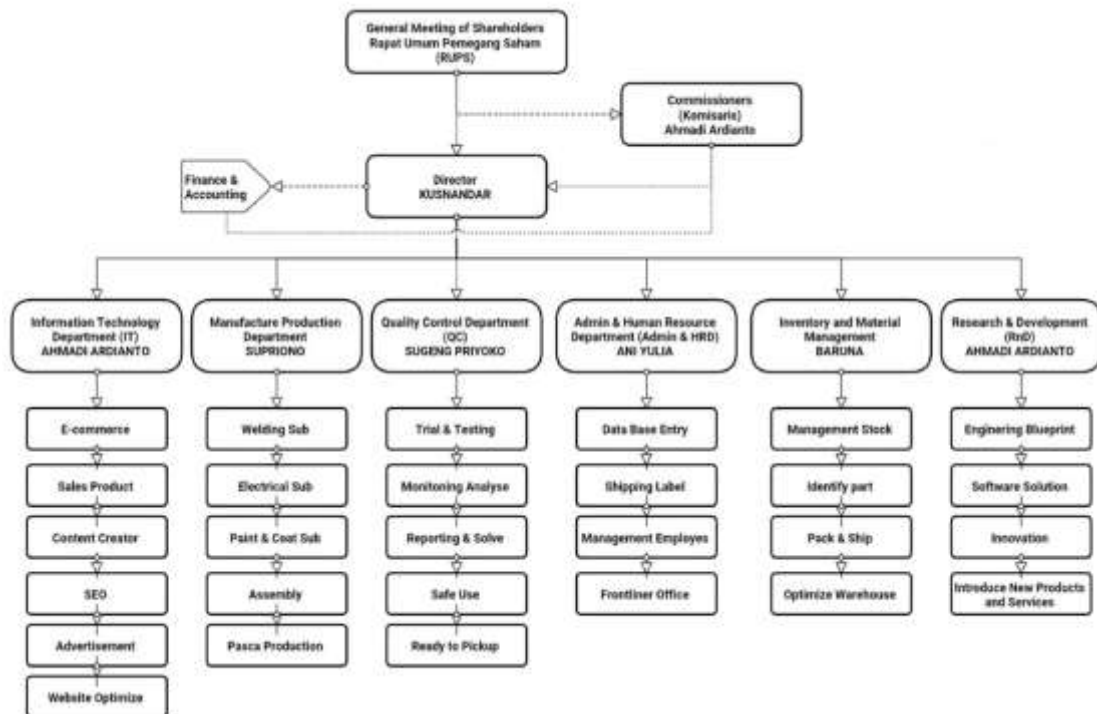 General Meeting of Shareholders
Rapat Umum Pemegang Saham
(RUPS)
Commissioners
(Komisaris)
Ahmadi Ardianto
Finance &
Accounting
Director
KUSNANDAR
Information Technology
Department (IT)
AHMADI ARDIANTO
Manufacture Production
Department
SUPRIONO
Quality Control Department
(QC)
SUGENG PRIYOKO
Admin & Human Resource
Department (Admin & HRD)
ANI YULIA
Inventory and Material
Management
BARUNA
Research & Development
(RnD)
AHMADI ARDIANTO
E-commerce
Sales Product
Content Creator
SEO
Advertisement
Website Optimize
Welding Sub
Electrical Sub
Paint & Coat Sub
Assembly
Pasca Production
Trial & Testing
Monitoning Analyse
Reporting & Solve
Safe Use
Ready to Pickup
Data Base Entry
Shipping Label
Management Employes
Frontliner Office
Management Stock
Identify part
Pack & Ship
Optimize Warehouse
Enginering Blueprint
Software Solution
Innovation
Introduce New Products
and Services